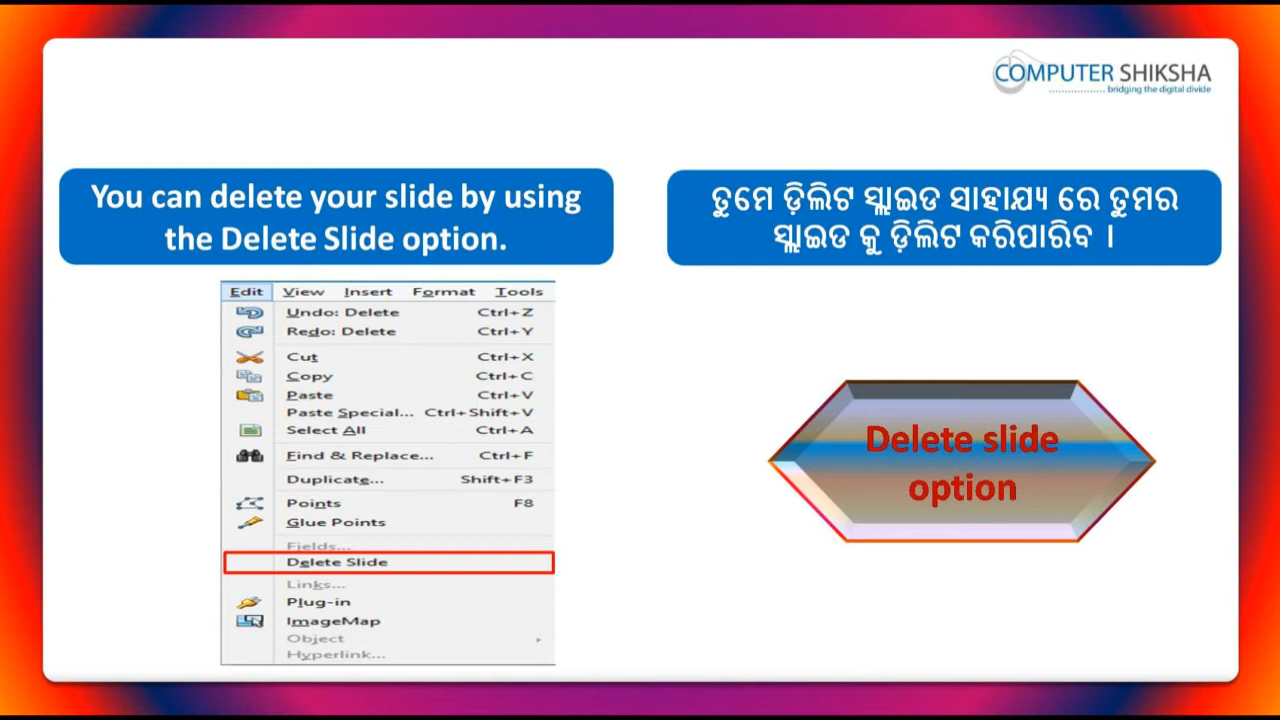 COMPUTER SHIKSHA
bridging the digital divide
You can delete your slide by using
the Delete Slide option.
ତୁମେ ଡ଼ିଲିଟ ସ୍ଲାଇଡ ସାହାଯ୍ୟ ରେ ତୁମର
ସ୍ଲାଇଡ କୁ ଡ଼ିଲିଟ କରିପାରିବ ।
Edit View Insert Format Tools
Undo: Delete Ctrl+Z
Redo: Delete Ctrl+Y
Cut Ctrl+X
Copy Ctrl+C
Paste Ctrl+V
Paste Special... Ctrl+Shift+V
Select All Ctrl+A
Find & Replace... Ctrl+F
Duplicate... Shift+F3
Points F8
Glue Points
Fields...
Delete Slide
Links...
Plug-in
ImageMap
Object
Hyperlink...
Delete slide
option